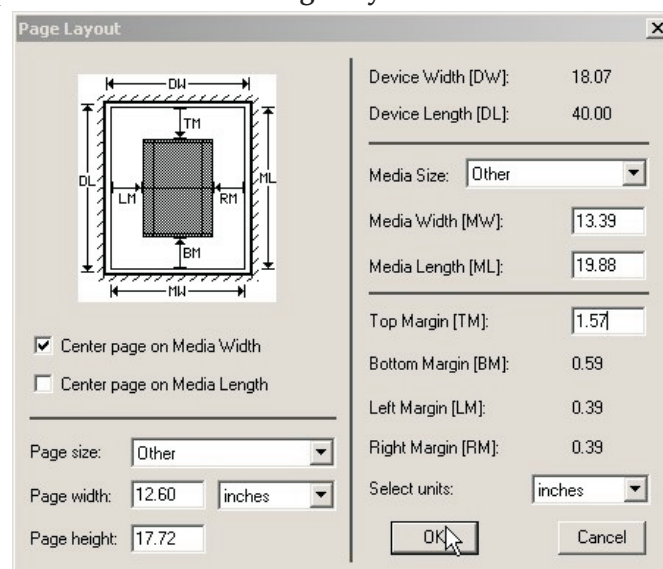 Page Layout
DW
TM
DL
ML
LM
RM
BM
MW
Center page on Media Width
Center page on Media Length
Page size: Other
Page width: 12.60 inches
Page height: 17.72
Device Width [DW]: 18.07
Device Length [DL]: 40.00
Media Size: Other
Media Width [MW]: 13.39
Media Length [ML]: 19.88
Top Margin [TM]: 1.57
Bottom Margin [BM]: 0.59
Left Margin [LM]: 0.39
Right Margin [RM]: 0.39
Select units: inches
OK Cancel